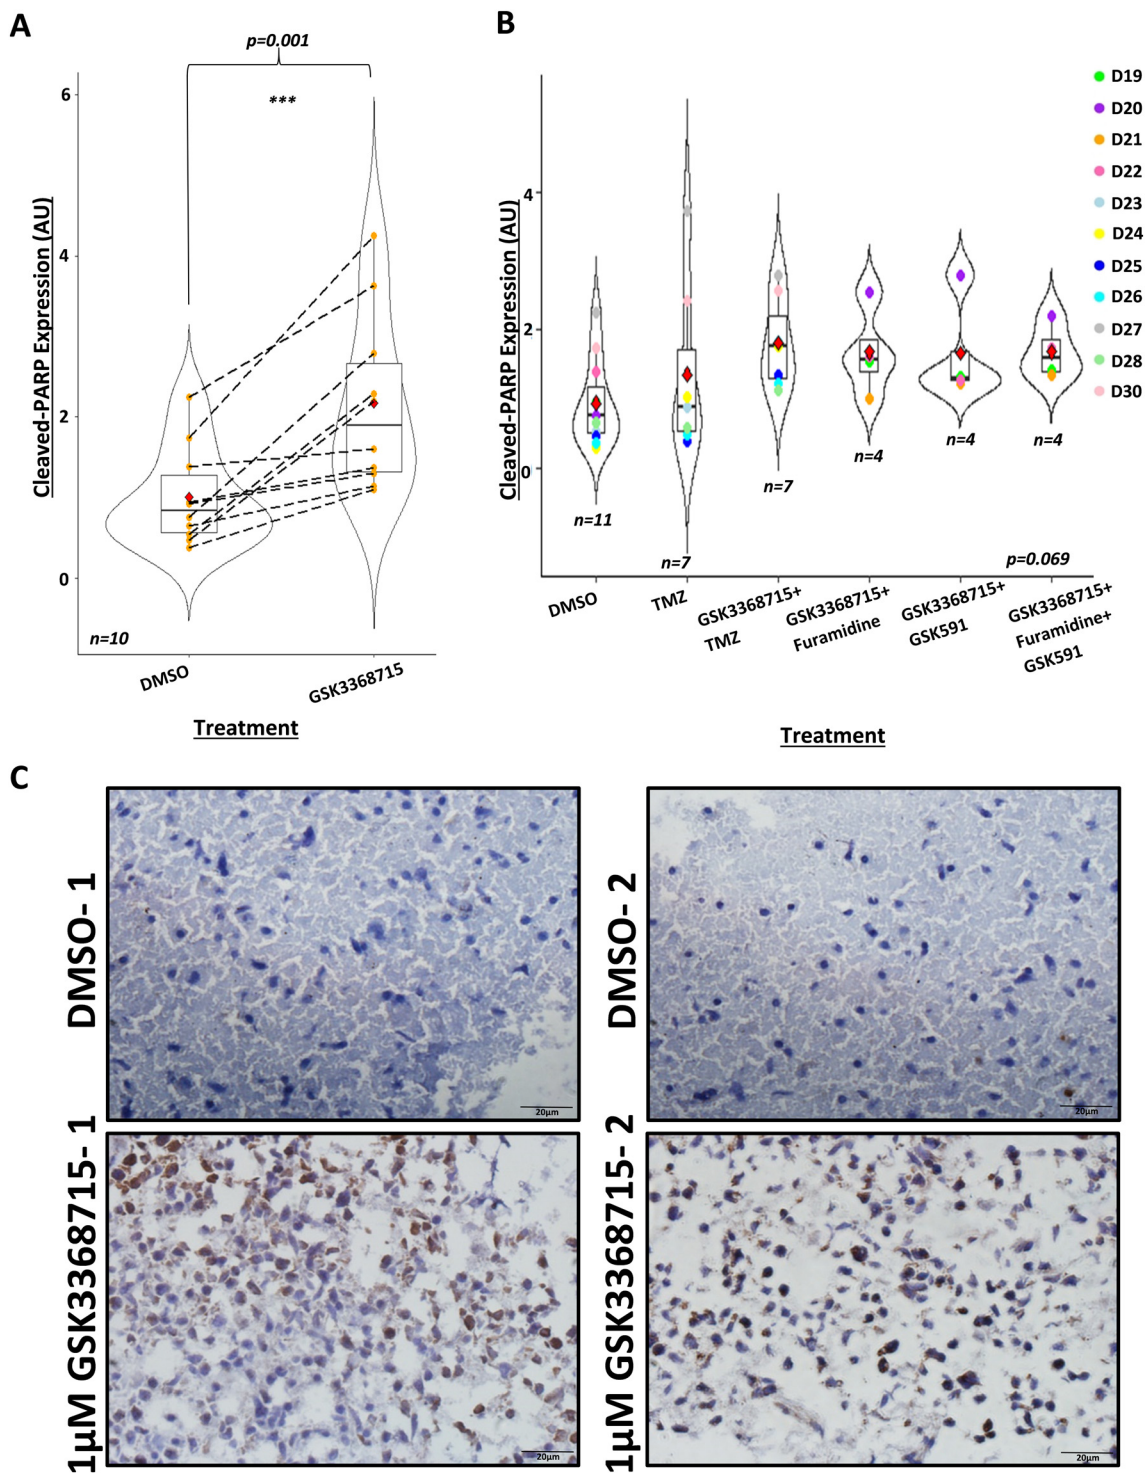 A
p=0.001
***
Cleaved-PARP Expression (AU)
6
4
2
0
n=10
DMSO
GSK3368715
Treatment
B
Cleaved-PARP Expression (AU)
4
2
0
n=11
n=7
n=7
n=4
n=4
n=4
p=0.069
DMSO
TMZ
GSK3368715+
TMZ
GSK3368715+
Furamidine
GSK3368715+
GSK591
GSK3368715+
Furamidine+
GSK591
Treatment
D19
D20
D21
D22
D23
D24
D25
D26
D27
D28
D30
C
DMSO- 1
20μm
DMSO- 2
20μm
1μM GSK3368715- 1
20μm
1μM GSK3368715- 2
20μm